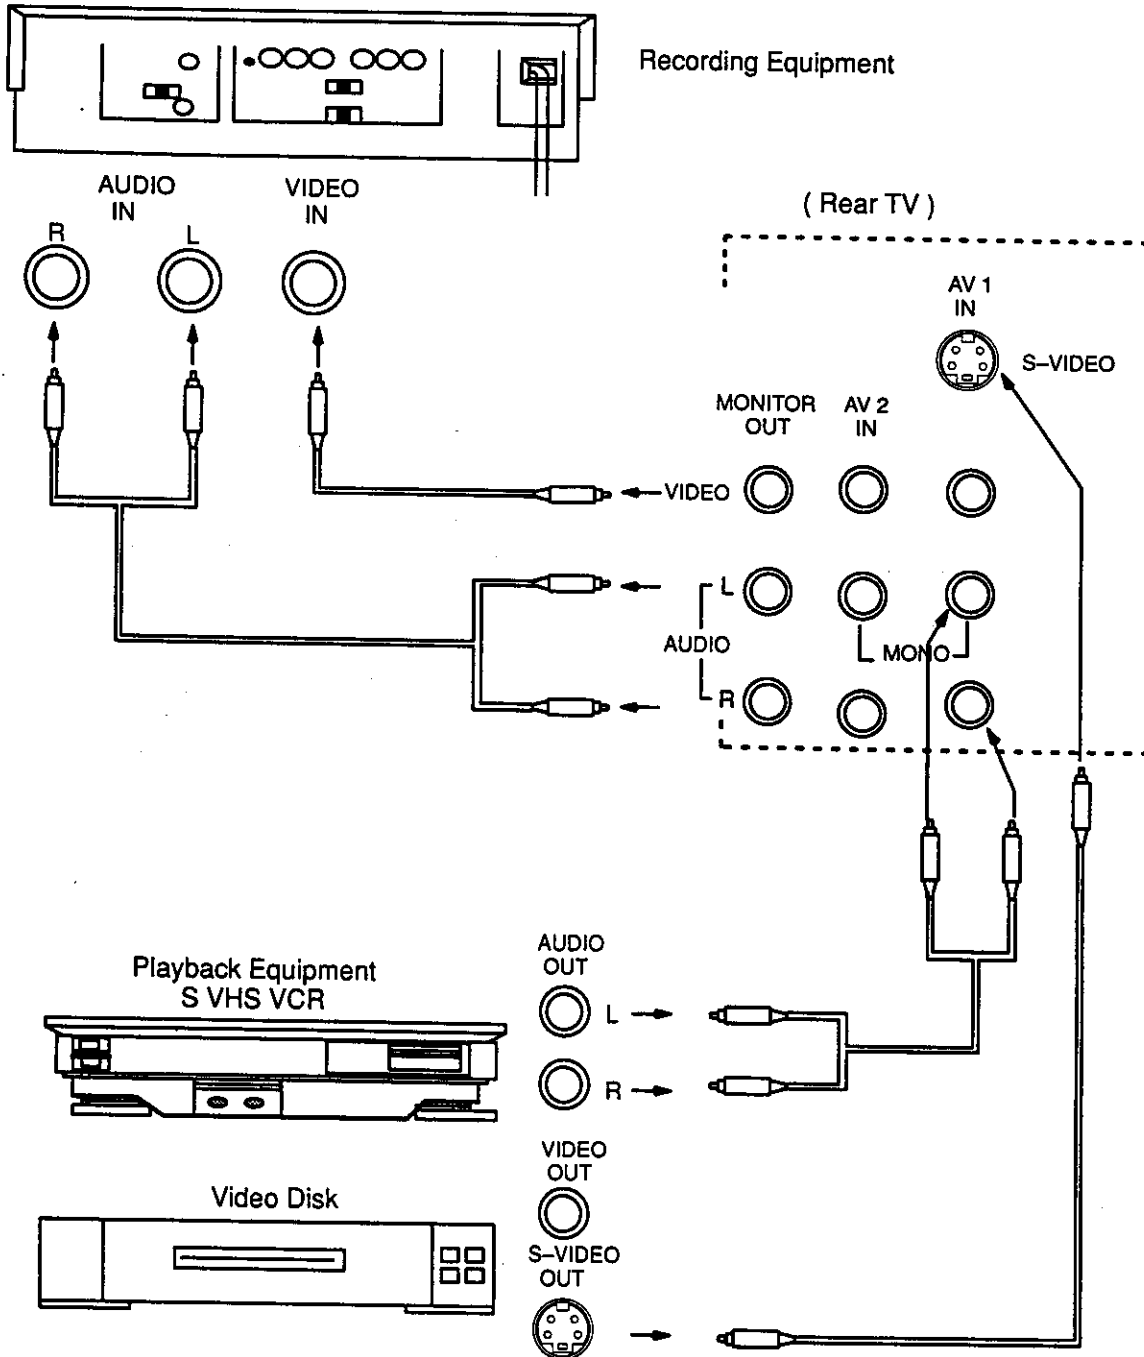 Recording Equipment
AUDIO
IN
VIDEO
IN
R
L
( Rear TV )
AV 1
IN
S–VIDEO
MONITOR
OUT
AV 2
IN
VIDEO
L
AUDIO
MONO
R
Playback Equipment
S VHS VCR
AUDIO
OUT
L
R
VIDEO
OUT
Video Disk
S–VIDEO
OUT